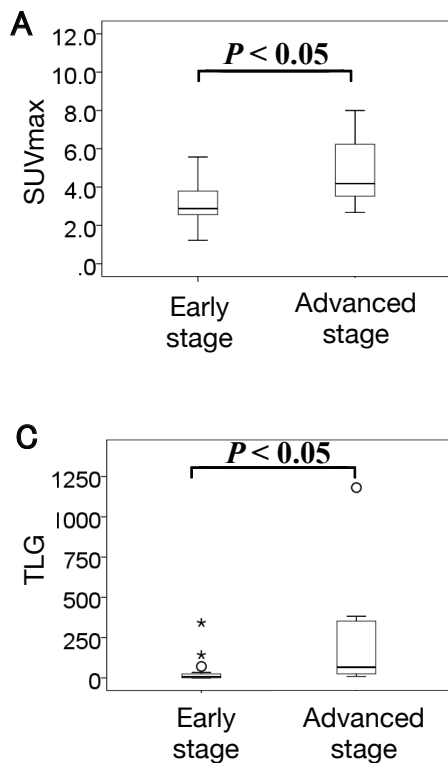 A
P < 0.05
SUVmax
12.0
10.0
8.0
6.0
4.0
2.0
.0
Early
stage
Advanced
stage
C
P < 0.05
TLG
1250
1000
750
500
250
0
Early
stage
Advanced
stage